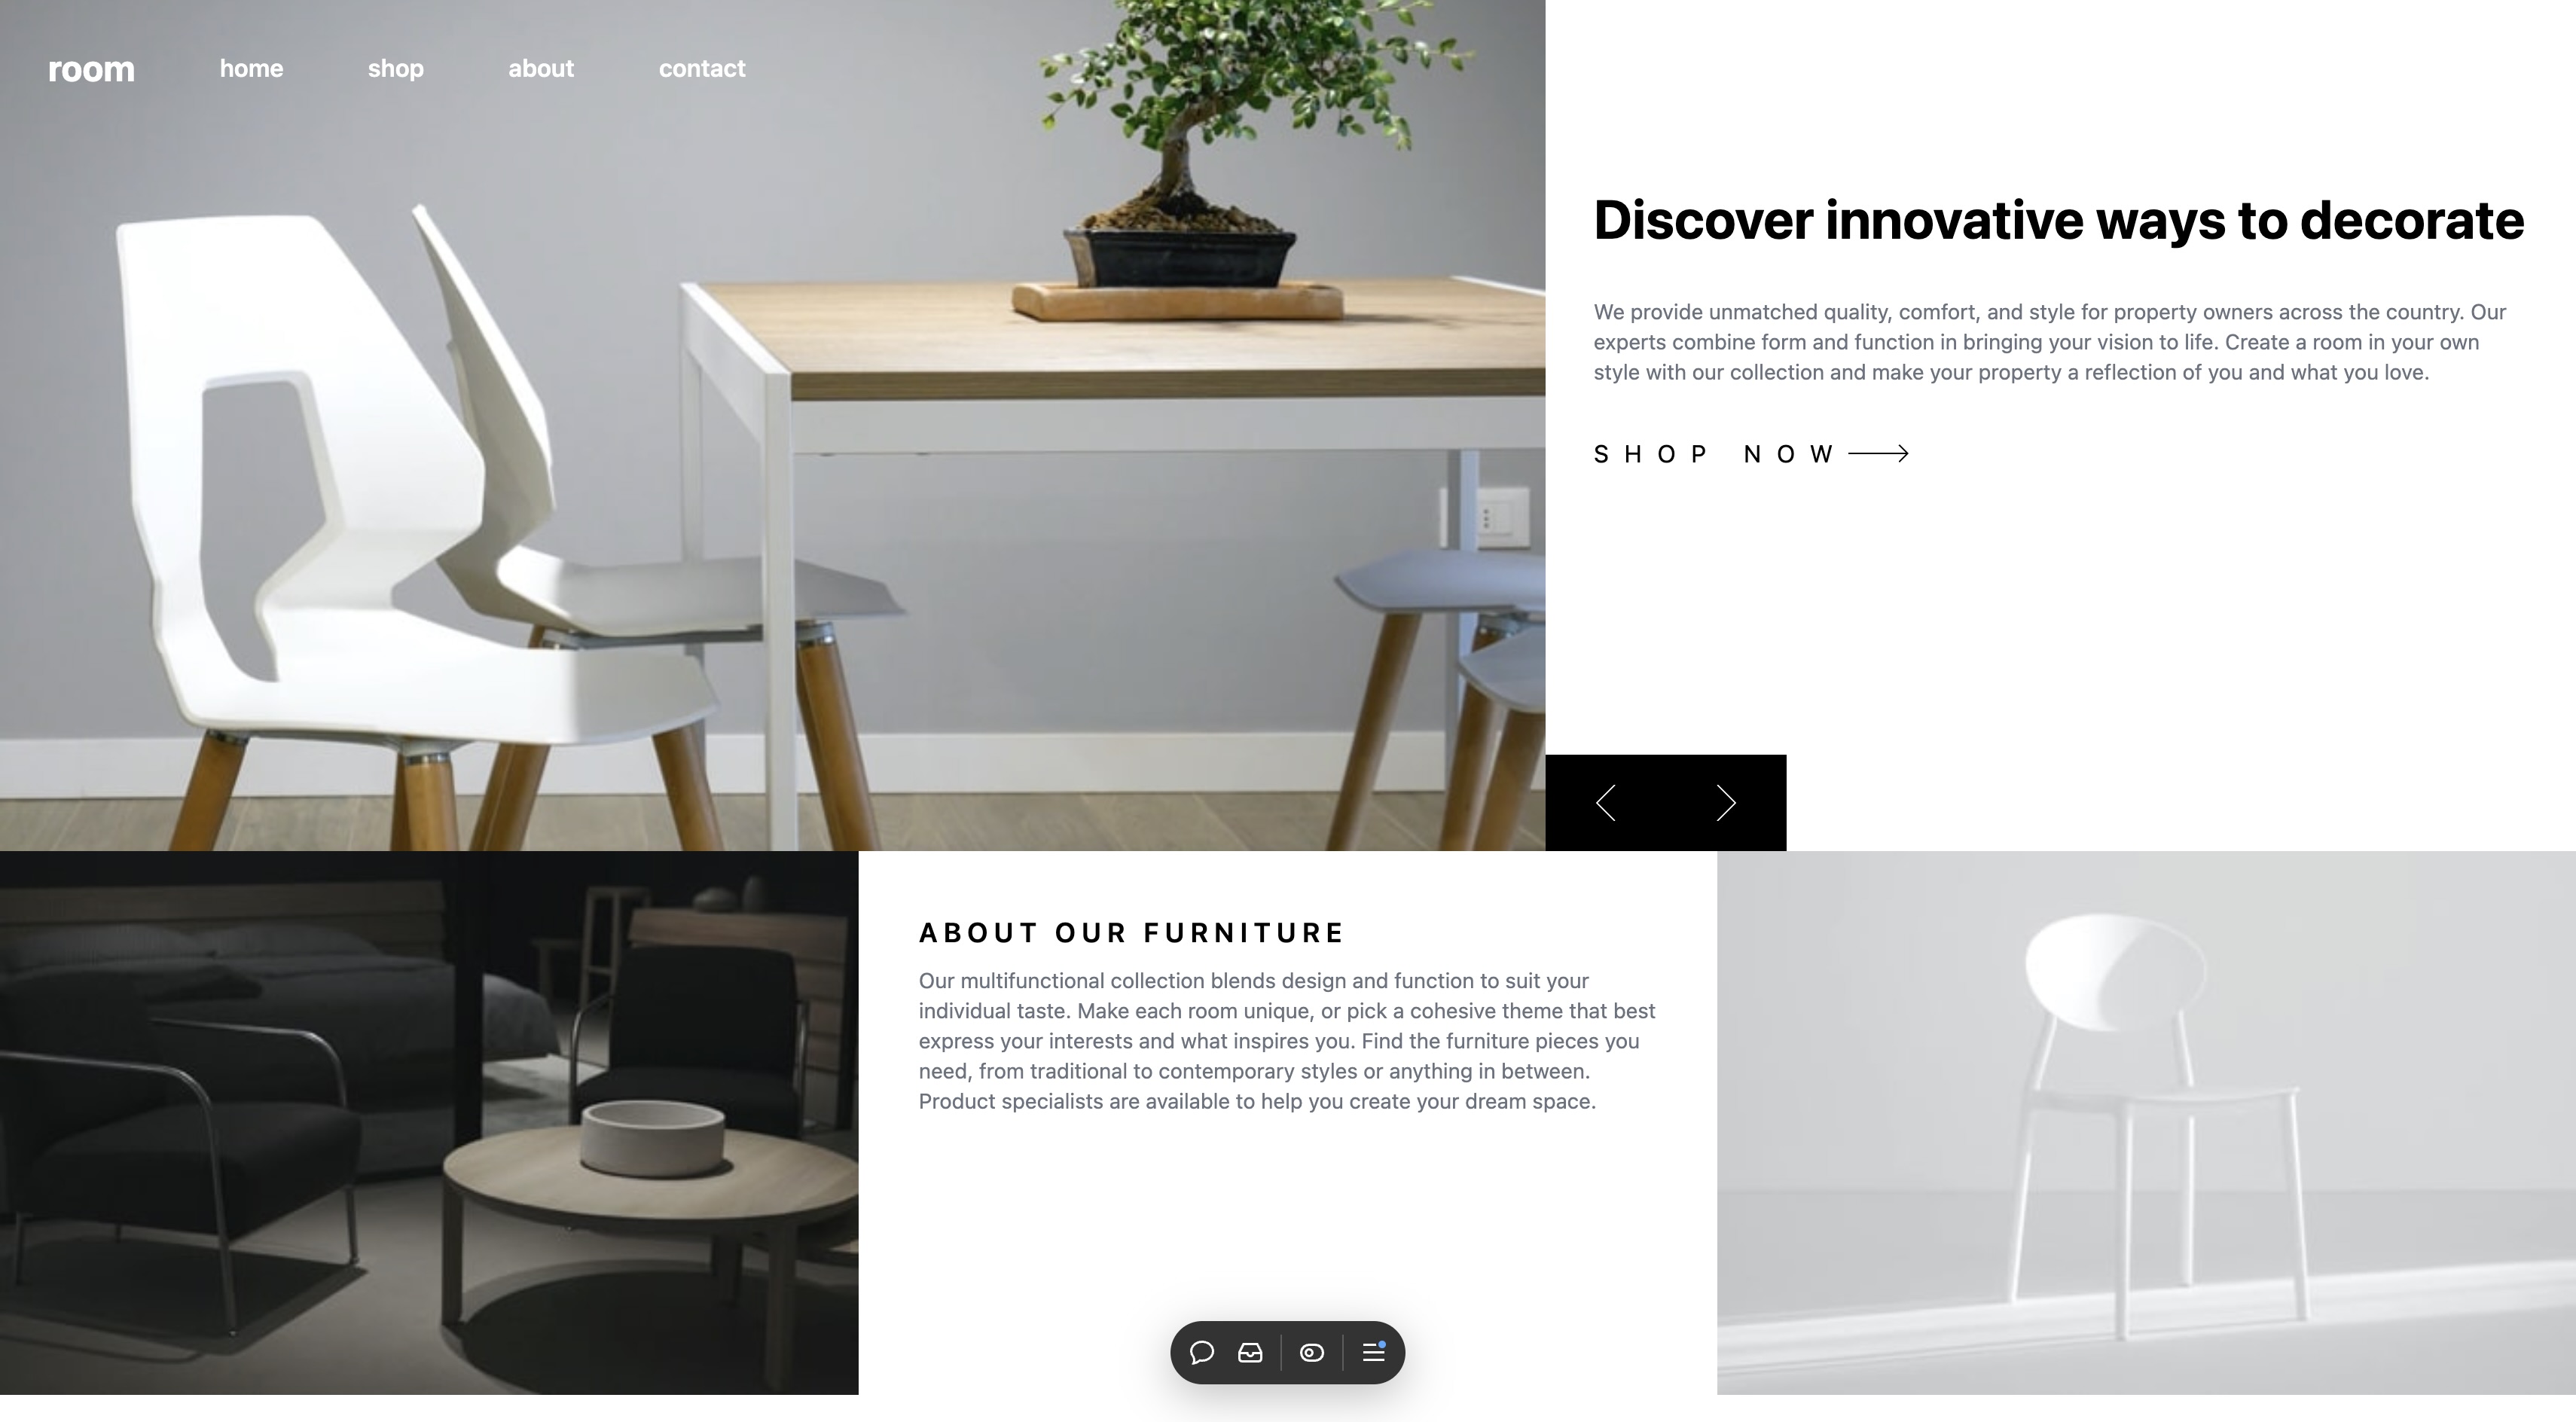 room home shop about contact
Discover innovative ways to decorate
We provide unmatched quality, comfort, and style for property owners across the country. Our
experts combine form and function in bringing your vision to life. Create a room in your own
style with our collection and make your property a reflection of you and what you love.
SHOP NOW
ABOUT OUR FURNITURE
Our multifunctional collection blends design and function to suit your
individual taste. Make each room unique, or pick a cohesive theme that best
express your interests and what inspires you. Find the furniture pieces you
need, from traditional to contemporary styles or anything in between.
Product specialists are available to help you create your dream space.